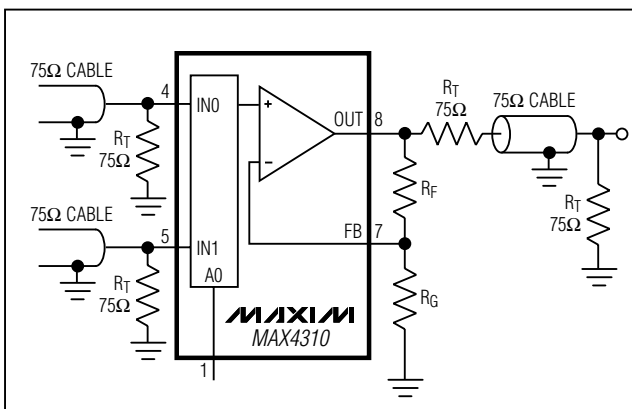 75Ω CABLE
4
IN0
RT
75Ω
75Ω CABLE
5
IN1
RT
75Ω
A0
1
+
−
OUT
8
FB
7
MAXIM
MAX4310
RT
75Ω
75Ω CABLE
RF
RG
RT
75Ω